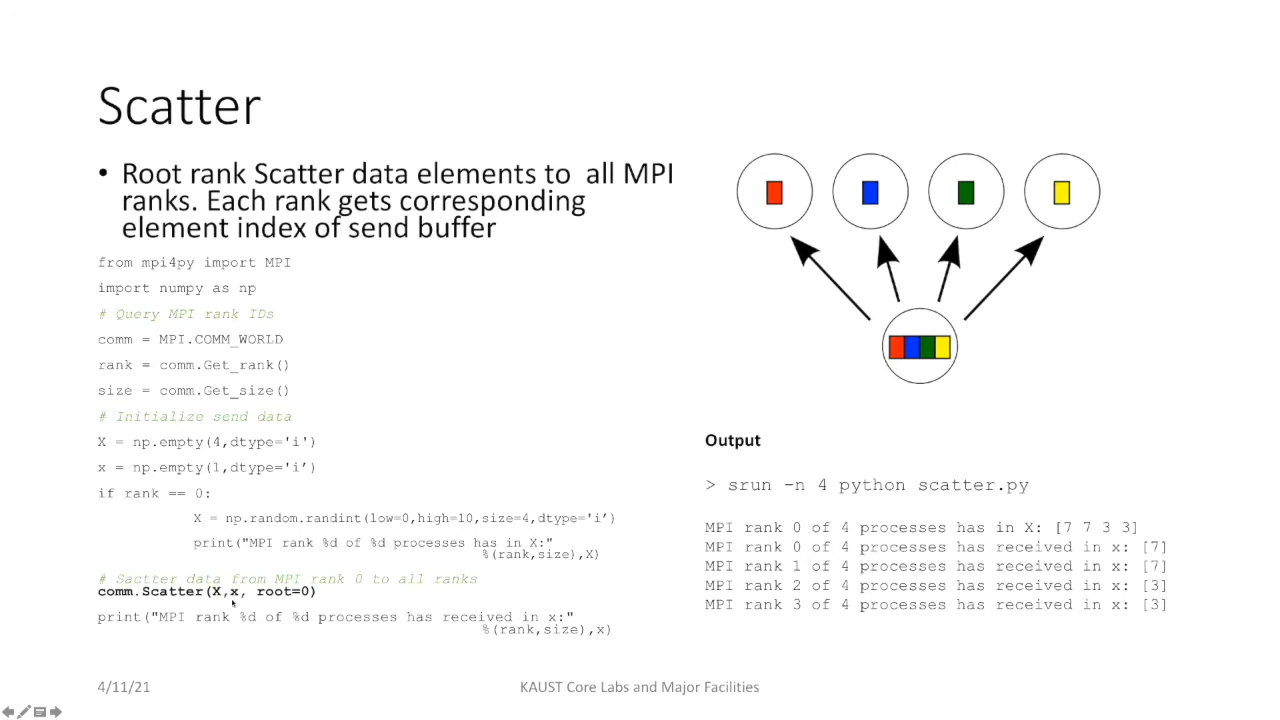 Scatter
• Root rank Scatter data elements to all MPI
ranks. Each rank gets corresponding
element index of send buffer
from mpi4py import MPI
import numpy as np
# Query MPI rank IDs
comm = MPI.COMM_WORLD
rank = comm.Get_rank()
size = comm.Get_size()
# Initialize send data
X = np.empty(4,dtype='i')
x = np.empty(1,dtype='i’)
if rank == 0:
X = np.random.randint(low=0,high=10,size=4,dtype='i’)
print("MPI rank %d of %d processes has in X:"
%(rank,size),X)
# Sactter data from MPI rank 0 to all ranks
comm.Scatter(X,x, root=0)
print("MPI rank %d of %d processes has received in x:"
%(rank,size),x)
Output
> srun -n 4 python scatter.py
MPI rank 0 of 4 processes has in X: [7 7 3 3]
MPI rank 0 of 4 processes has received in x: [7]
MPI rank 1 of 4 processes has received in x: [7]
MPI rank 2 of 4 processes has received in x: [3]
MPI rank 3 of 4 processes has received in x: [3]
4/11/21
KAUST Core Labs and Major Facilities